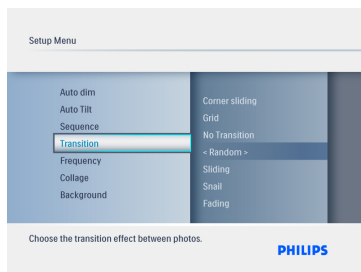 Setup Menu
Auto dim
Auto Tilt
Sequence
Transition
Frequency
Collage
Background
Corner sliding
Grid
No Transition
< Random >
Sliding
Snail
Fading
Choose the transition effect between photos.
PHILIPS